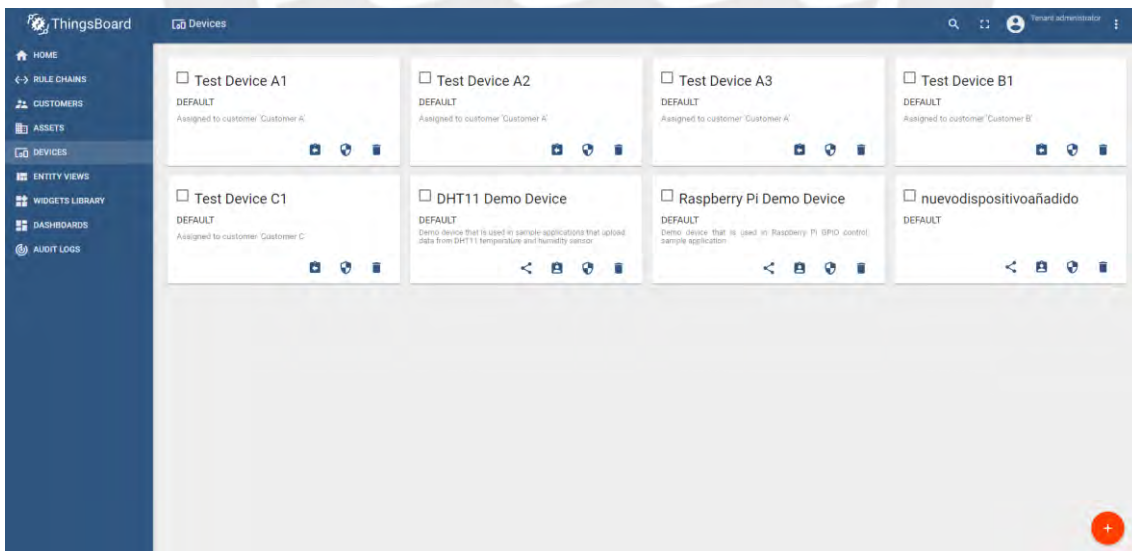 ThingsBoard
Devices
Tenant administrator
HOME
RULE CHAINS
CUSTOMERS
ASSETS
DEVICES
ENTITY VIEWS
WIDGETS LIBRARY
DASHBOARDS
AUDIT LOGS
Test Device A1
DEFAULT
Assigned to customer 'Customer A'
Test Device A2
DEFAULT
Assigned to customer 'Customer A'
Test Device A3
DEFAULT
Assigned to customer 'Customer A'
Test Device B1
DEFAULT
Assigned to customer 'Customer B'
Test Device C1
DEFAULT
Assigned to customer 'Customer C'
DHT11 Demo Device
DEFAULT
Demo device that is used in sample applications that upload
data from DHT11 temperature and humidity sensor
Raspberry Pi Demo Device
DEFAULT
Demo device that is used in Raspberry Pi GPIO control
sample application
nuevodispositivoañadido
DEFAULT